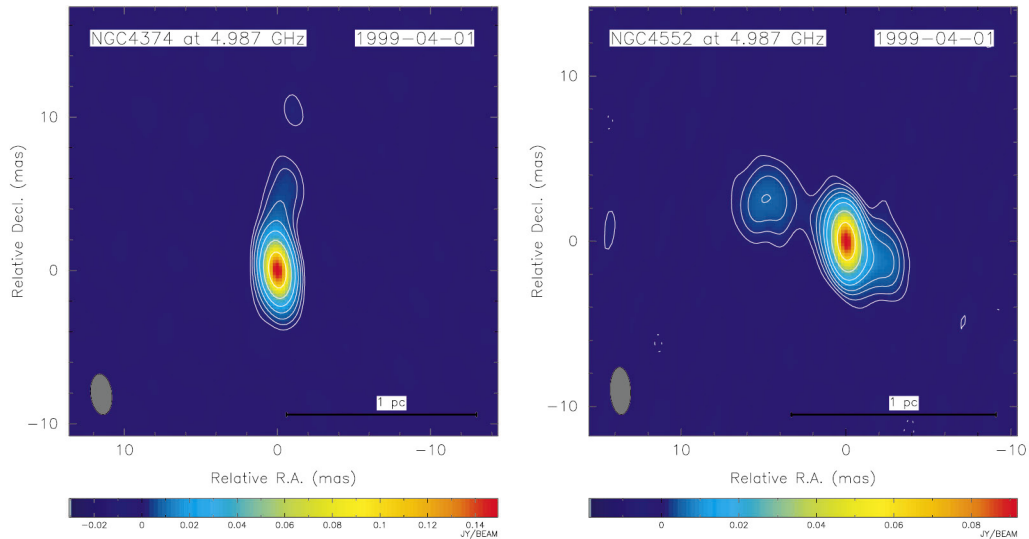 NGC4374 at 4.987 GHz 1999-04-01
Relative Decl. (mas)
10
0
-10
1 pc
10 0 -10
Relative R.A. (mas)
-0.02 0 0.02 0.04 0.06 0.08 0.1 0.12 0.14
JY/BEAM
NGC4552 at 4.987 GHz 1999-04-01
Relative Decl. (mas)
10
0
-10
1 pc
10 0 -10
Relative R.A. (mas)
0 0.02 0.04 0.06 0.08
JY/BEAM